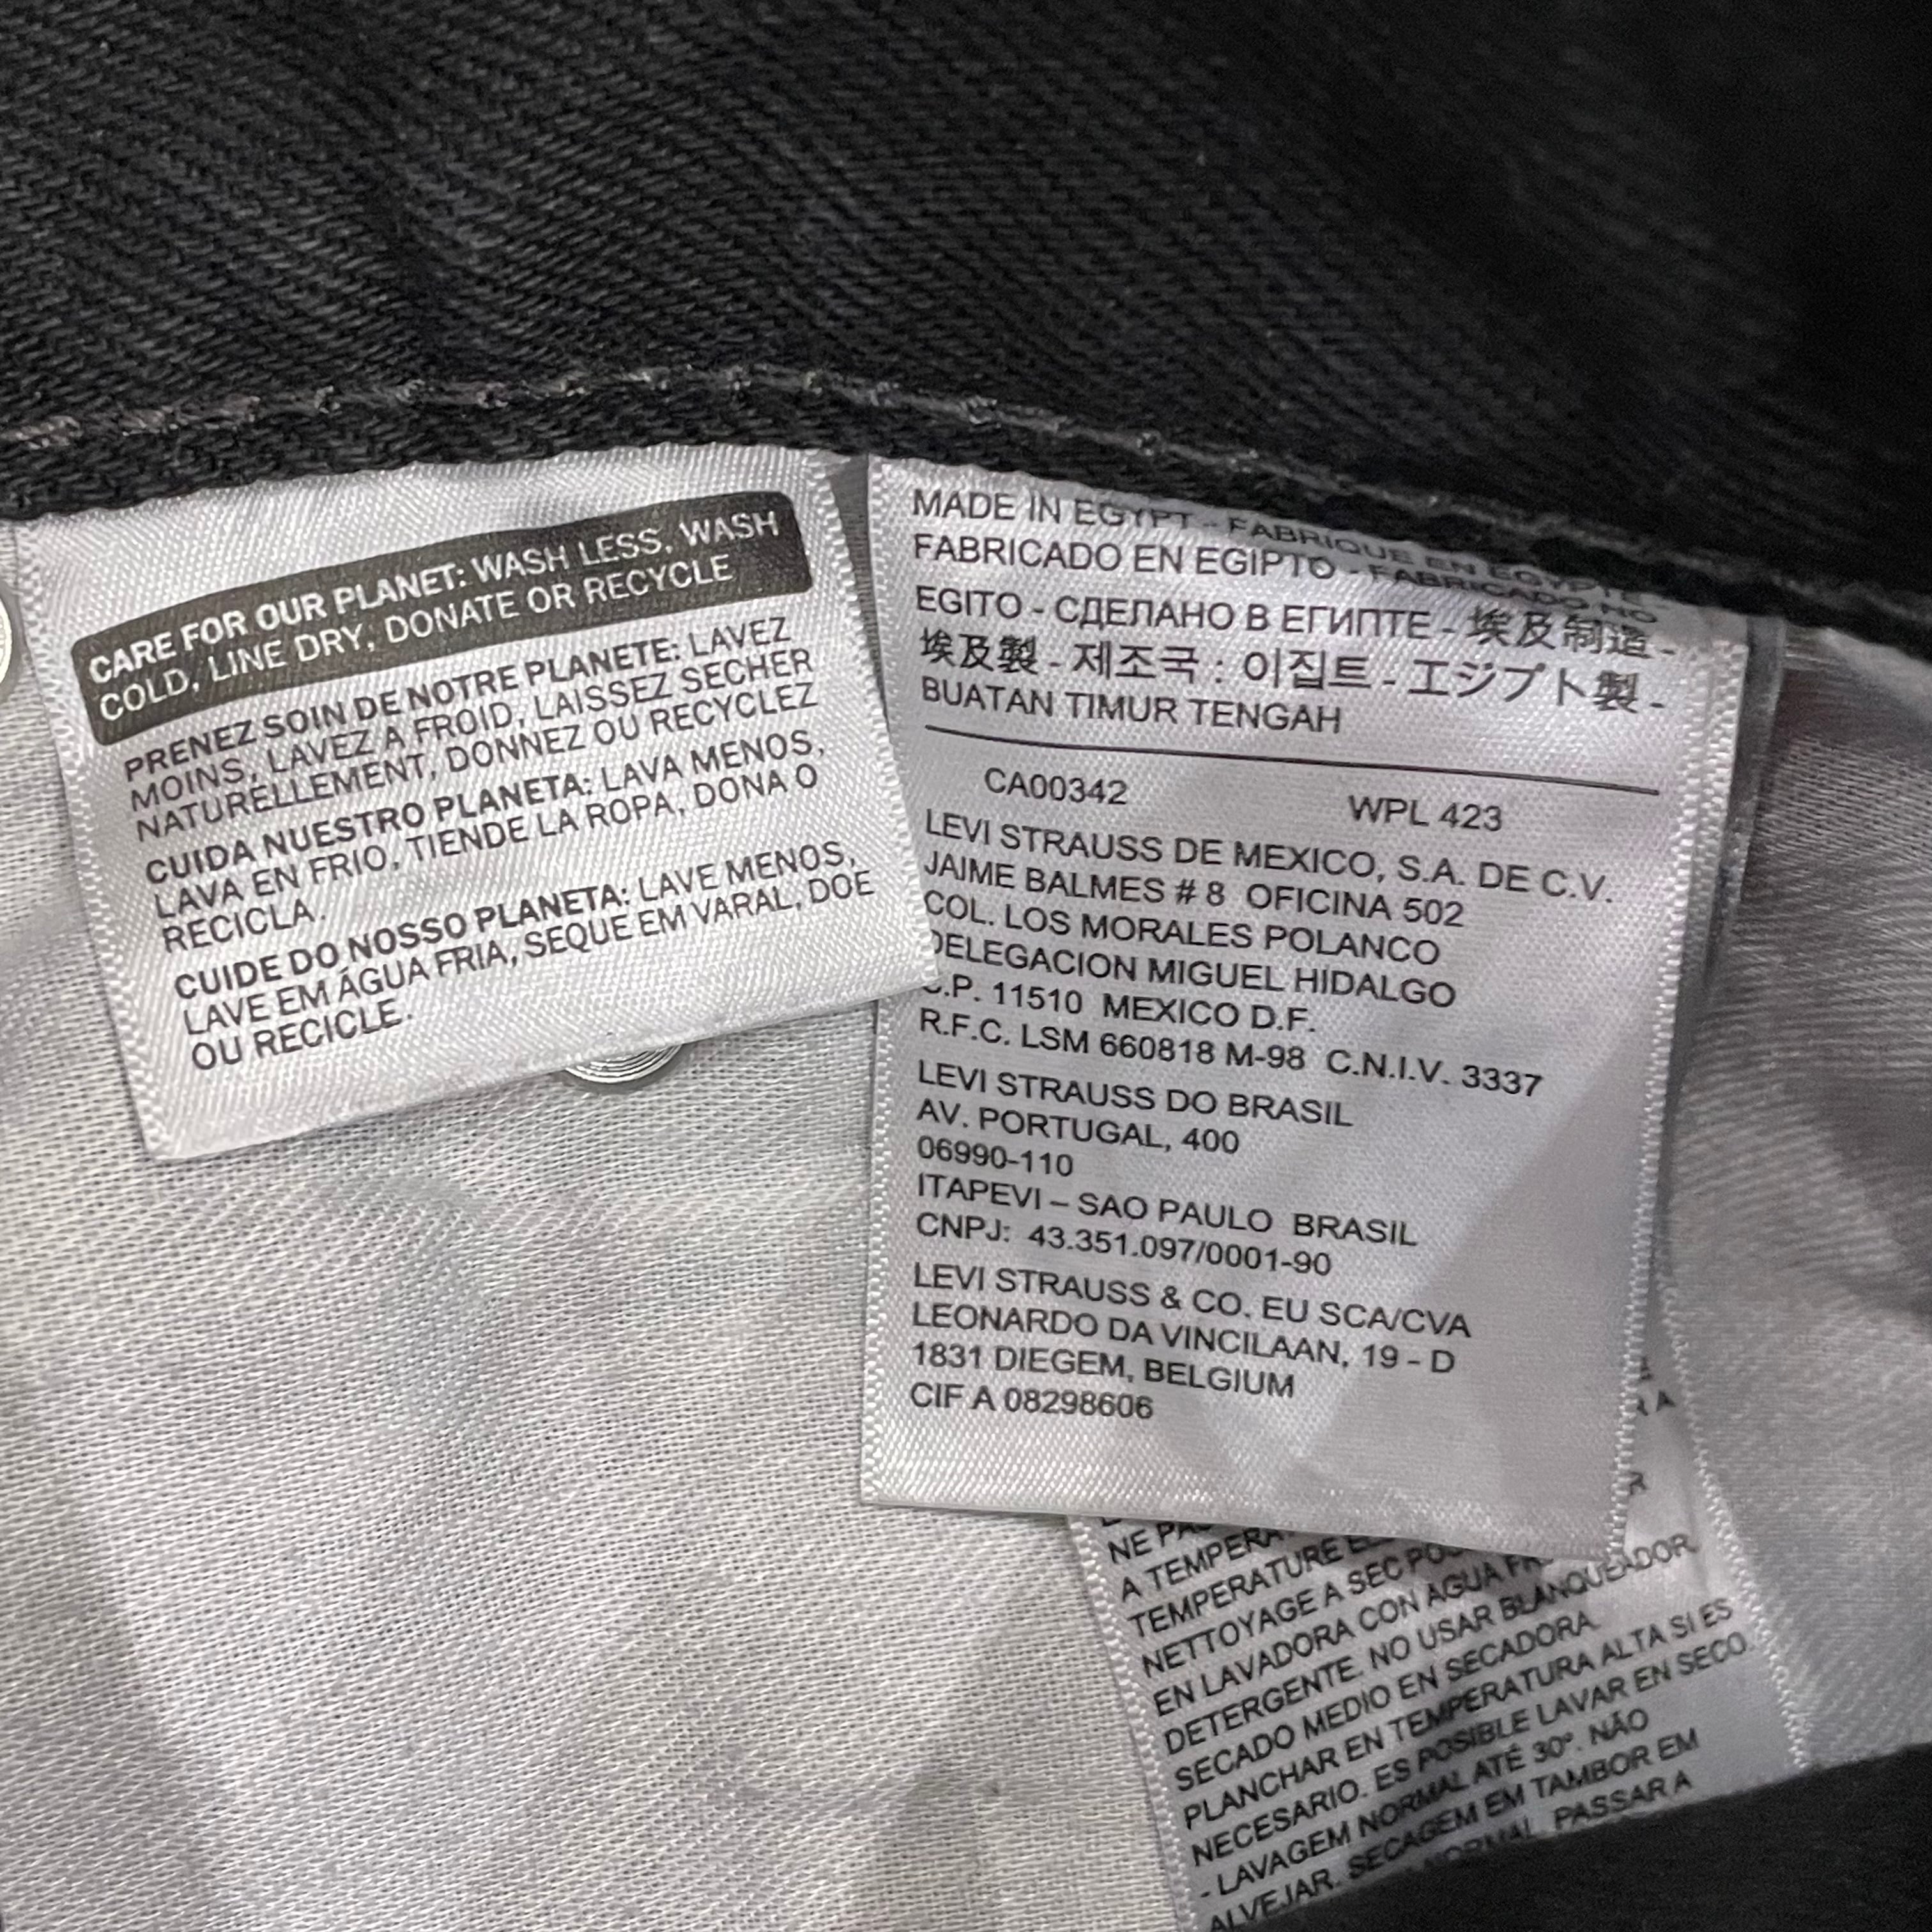 CARE FOR OUR PLANET: WASH LESS, WASH
COLD, LINE DRY, DONATE OR RECYCLE
PRENEZ SOIN DE NOTRE PLANETE: LAVEZ
MOINS, LAVEZ A FROID, LAISSEZ SECHER
NATURELLEMENT, DONNEZ OU RECYCLEZ
CUIDA NUESTRO PLANETA: LAVA MENOS,
LAVA EN FRIO, TIENDE LA ROPA, DONA O
RECICLA.
CUIDE DO NOSSO PLANETA: LAVE MENOS,
LAVE EM ÁGUA FRIA, SEQUE EM VARAL, DOE
OU RECICLE.
MADE IN EGYPT - FABRIQUE EN EGYPTE -
FABRICADO EN EGIPTO - FABRICADO NO
EGITO - СДЕЛАНО В ЕГИПТЕ - 埃及制造 -
埃及製 - 제조국 : 이집트 - エジプト製 -
BUATAN TIMUR TENGAH
CA00342 WPL 423
LEVI STRAUSS DE MEXICO, S.A. DE C.V.
JAIME BALMES # 8 OFICINA 502
COL. LOS MORALES POLANCO
DELEGACION MIGUEL HIDALGO
C.P. 11510 MEXICO D.F.
R.F.C. LSM 660818 M-98 C.N.I.V. 3337
LEVI STRAUSS DO BRASIL
AV. PORTUGAL, 400
06990-110
ITAPEVI – SAO PAULO BRASIL
CNPJ: 43.351.097/0001-90
LEVI STRAUSS & CO. EU SCA/CVA
LEONARDO DA VINCILAAN, 19 - D
1831 DIEGEM, BELGIUM
CIF A 08298606
R A
R
NE
A
TEMPERATURE
NETTOYAGE A SEC
EN LAVADORA CON AGUA
DETERGENTE. NO USAR BLANQUEADOR.
SECADO MEDIO EN SECADORA.
PLANCHAR EN TEMPERATURA ALTA SI ES
NECESARIO. ES POSIBLE LAVAR EN SECO.
- LAVAGEM NORMAL ATÉ 30°. NÃO
ALVEJAR. SECAGEM EM TAMBOR EM
NORMAL. PASSAR A